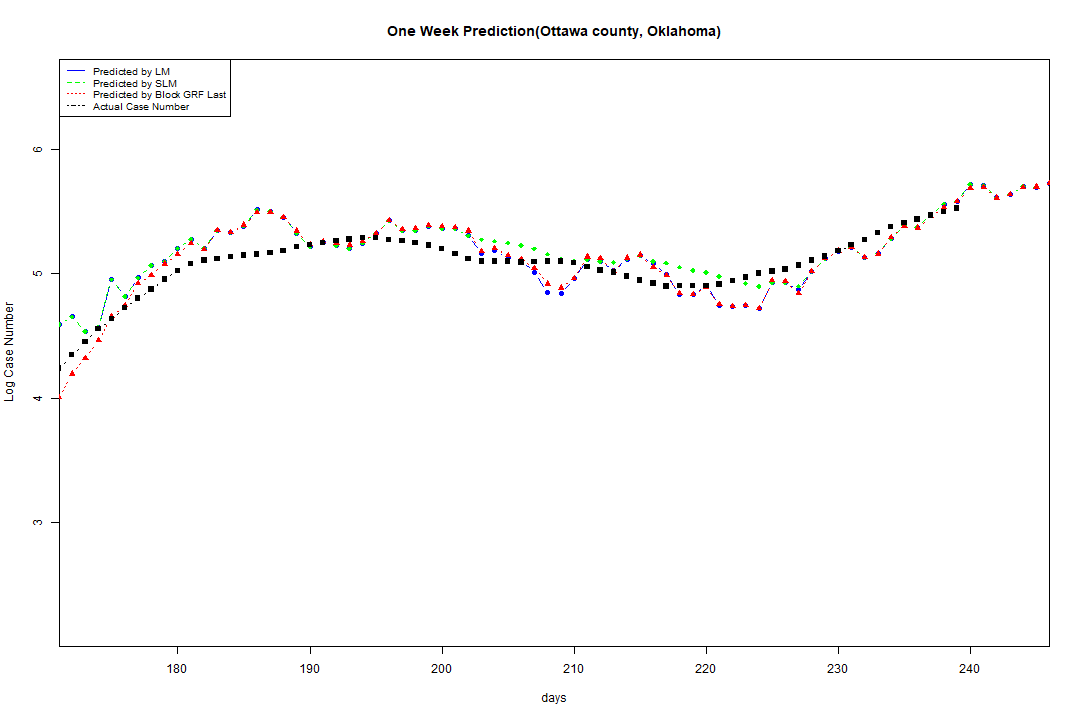 One Week Prediction(Ottawa county, Oklahoma)
Predicted by LM
Predicted by SLM
Predicted by Block GRF Last
Actual Case Number
6
5
4
3
Log Case Number
180 190 200 210 220 230 240
days